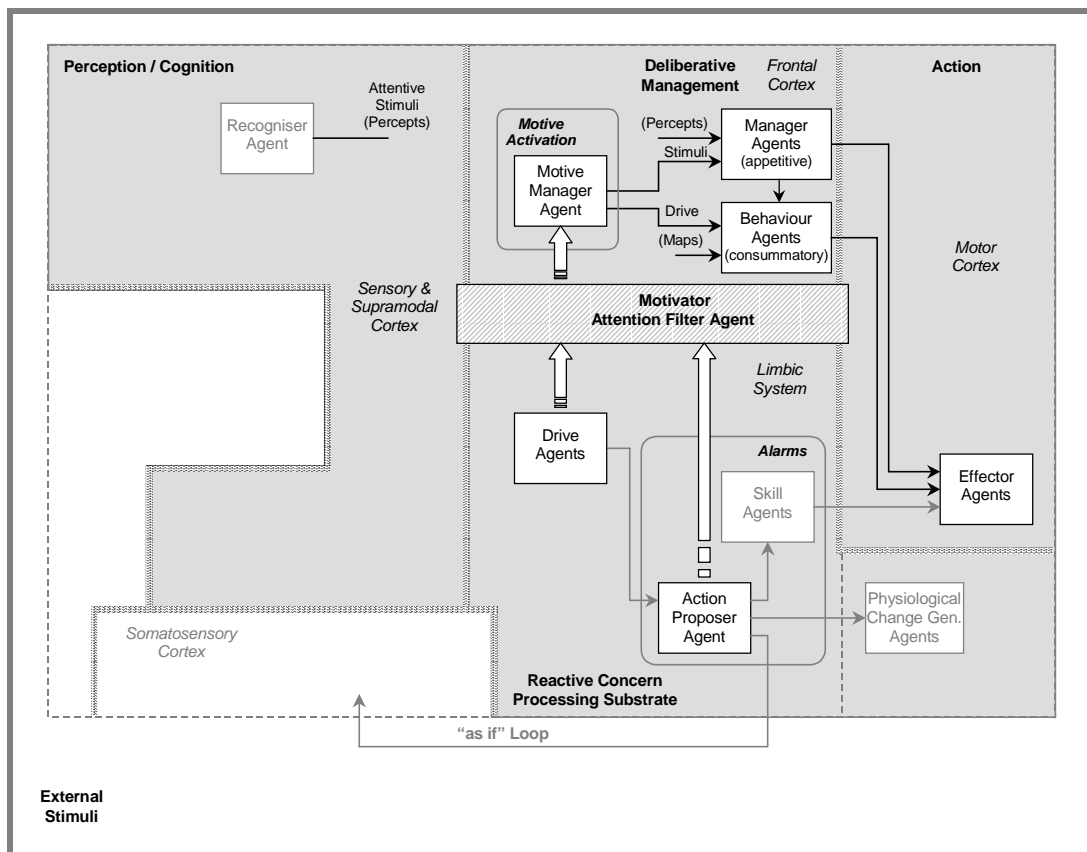 Perception / Cognition
Attentive
Stimuli
(Percepts)
Recogniser
Agent
Deliberative
Management
Frontal
Cortex
Action
Motive
Activation
(Percepts)
Stimuli
Manager
Agents
(appetitive)
Motive
Manager
Agent
Drive
(Maps)
Behaviour
Agents
(consummatory)
Motor
Cortex
Sensory &
Supramodal
Cortex
Motivator
Attention Filter Agent
Limbic
System
Drive
Agents
Alarms
Skill
Agents
Effector
Agents
Action
Proposer
Agent
Physiological
Change Gen.
Agents
Somatosensory
Cortex
Reactive Concern
Processing Substrate
“as if” Loop
External
Stimuli